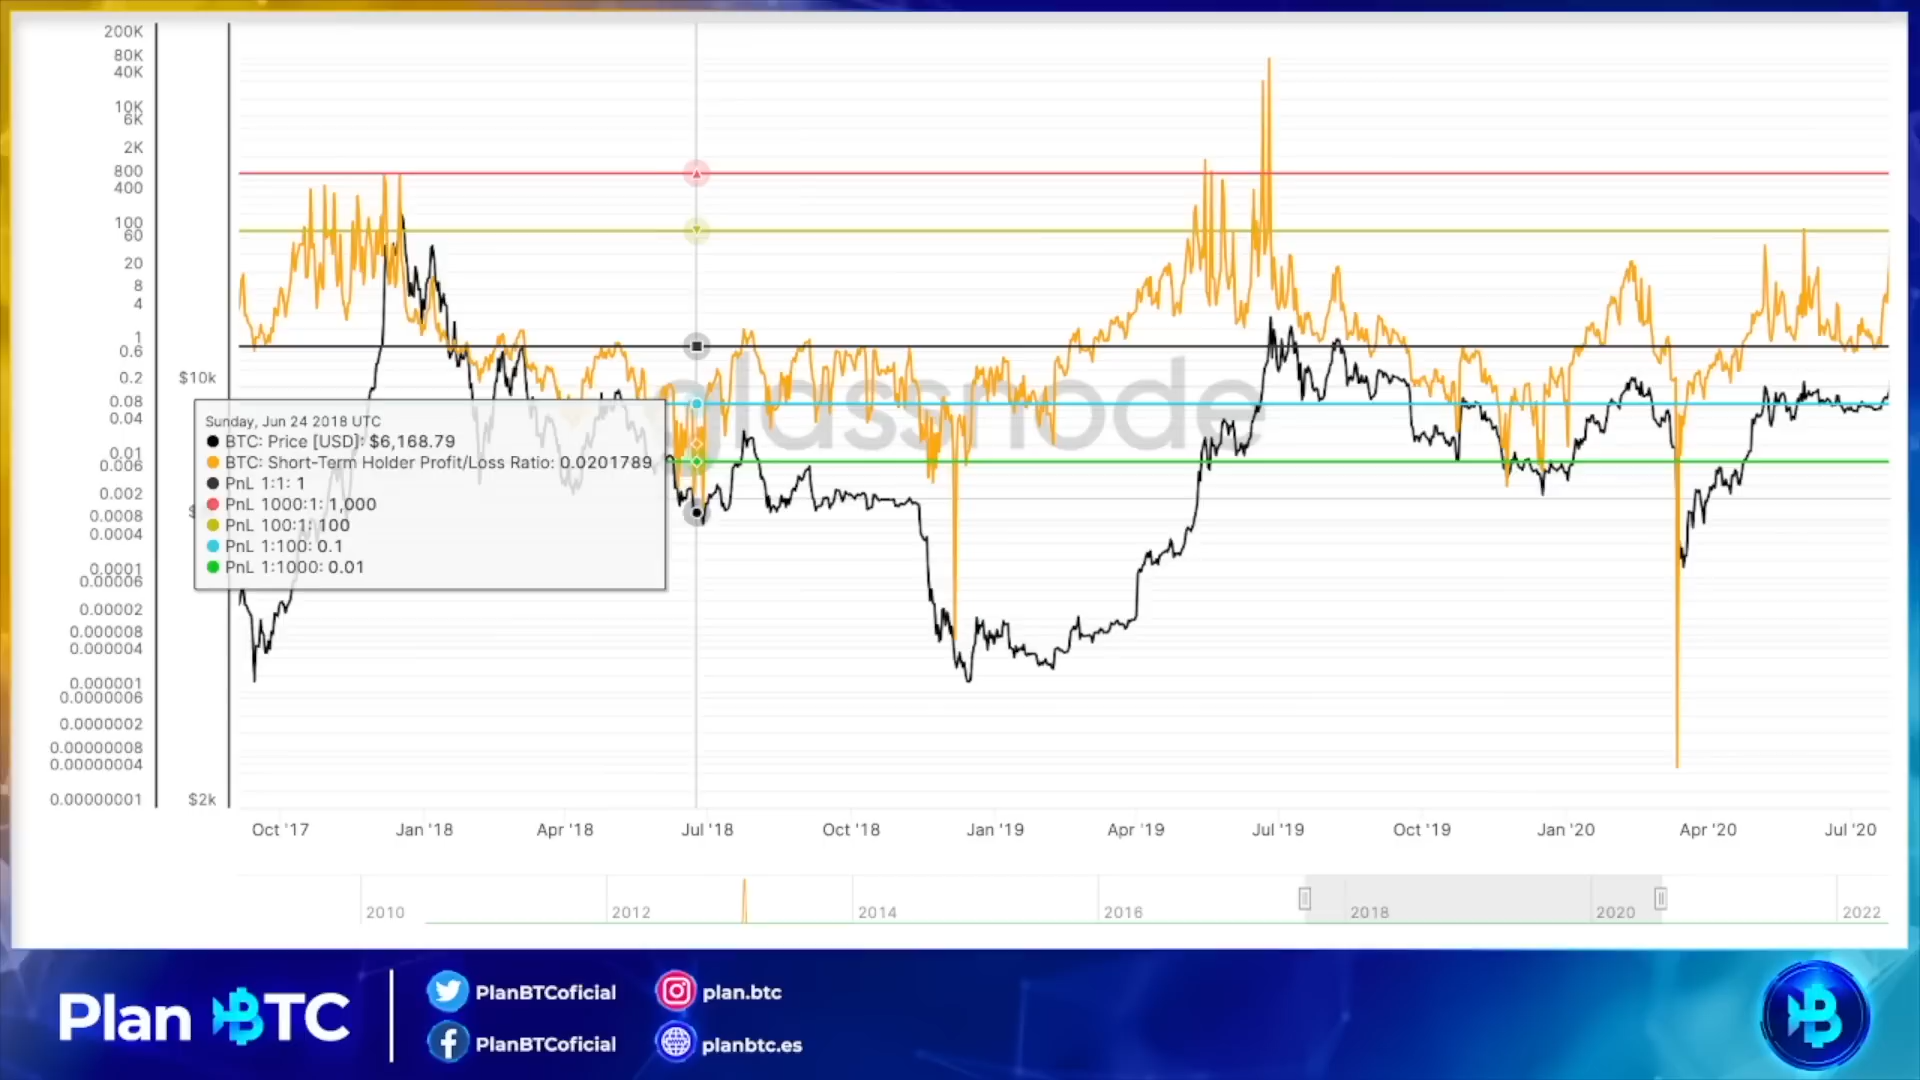 200K
80K
40K
10K
6K
2K
800
400
100
60
20
8
4
1
0.6
0.2
0.08
0.04
0.01
0.006
0.002
0.0008
0.0004
0.0001
0.00006
0.00002
0.000008
0.000004
0.000001
0.0000006
0.0000002
0.00000008
0.00000004
0.00000001
$10k
$2k
glassnode
Sunday, Jun 24 2018 UTC
BTC: Price [USD]: $6,168.79
BTC: Short-Term Holder Profit/Loss Ratio: 0.0201789
PnL 1:1: 1
PnL 1000:1: 1,000
PnL 100:1: 100
PnL 1:100: 0.1
PnL 1:1000: 0.01
Oct '17 Jan '18 Apr '18 Jul '18 Oct '18 Jan '19 Apr '19 Jul '19 Oct '19 Jan '20 Apr '20 Jul '20
2010 2012 2014 2016 2018 2020 2022
Plan BTC
PlanBTCoficial
plan.btc
PlanBTCoficial
planbtc.es